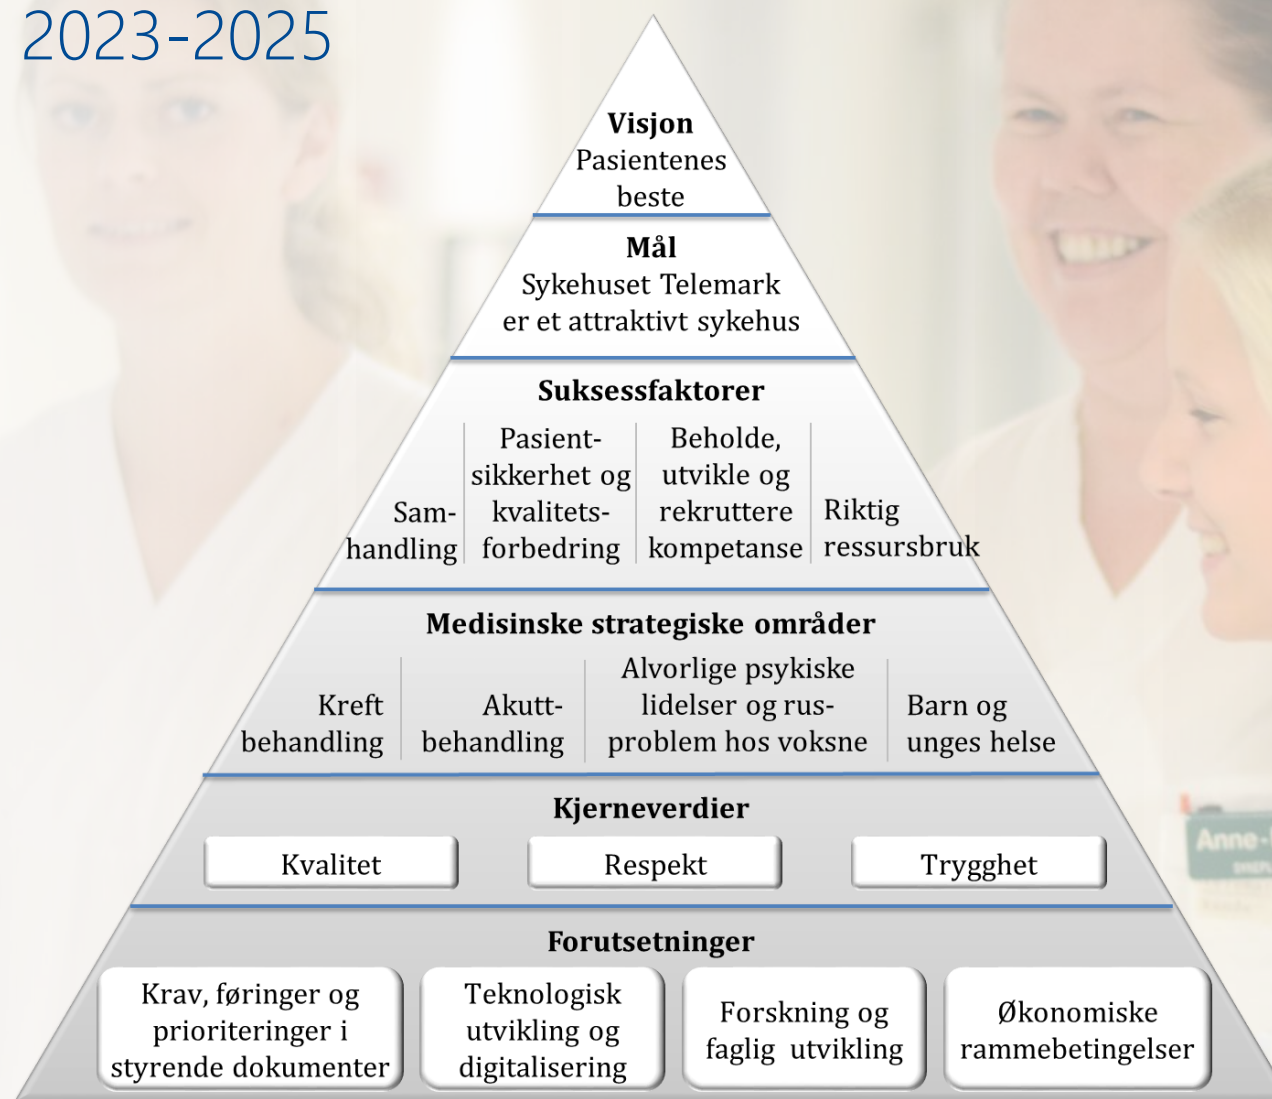 2023-2025
Visjon
Pasientenes
beste
Mål
Sykehuset Telemark
er et attraktivt sykehus
Suksessfaktorer
Sam-
handling
Pasient-
sikkerhet og
kvalitets-
forbedring
Beholde,
utvikle og
rekruttere
kompetanse
Riktig
ressursbruk
Medisinske strategiske områder
Kreft
behandling
Akutt-
behandling
Alvorlige psykiske
lidelser og rus-
problem hos voksne
Barn og
unges helse
Kjerneverdier
Kvalitet
Respekt
Trygghet
Anne-
Forutsetninger
Krav, føringer og
prioriteringer i
styrende dokumenter
Teknologisk
utvikling og
digitalisering
Forskning og
faglig utvikling
Økonomiske
rammebetingelser